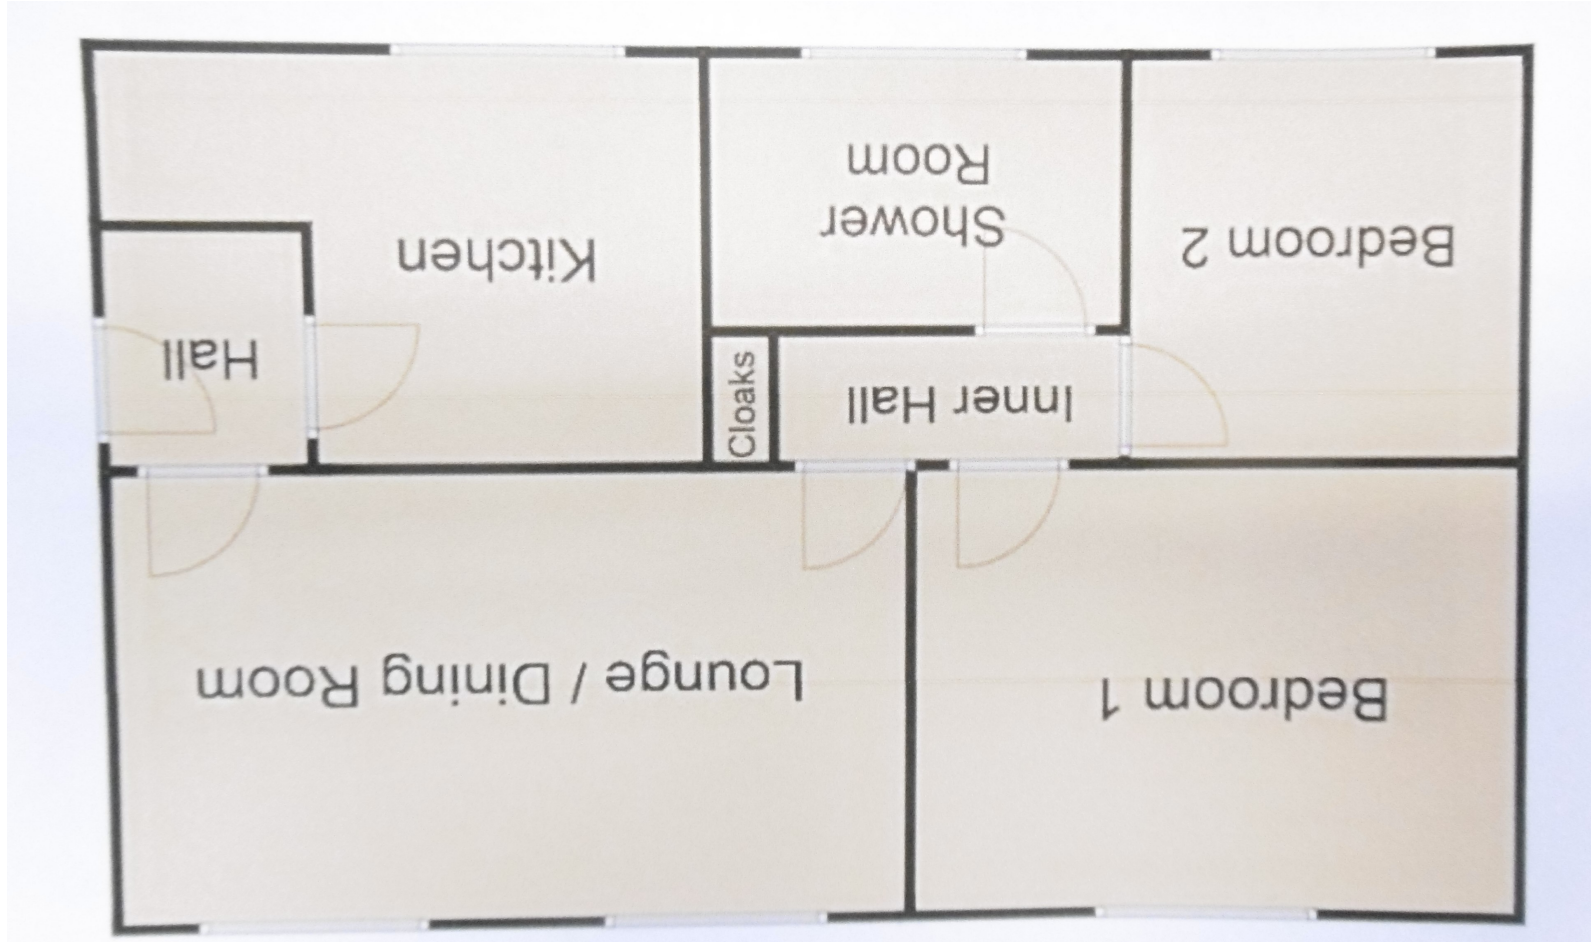 Bedroom 1
Lounge / Dining Room
Inner Hall
Cloaks
Hall
Bedroom 2
Shower
Room
Kitchen